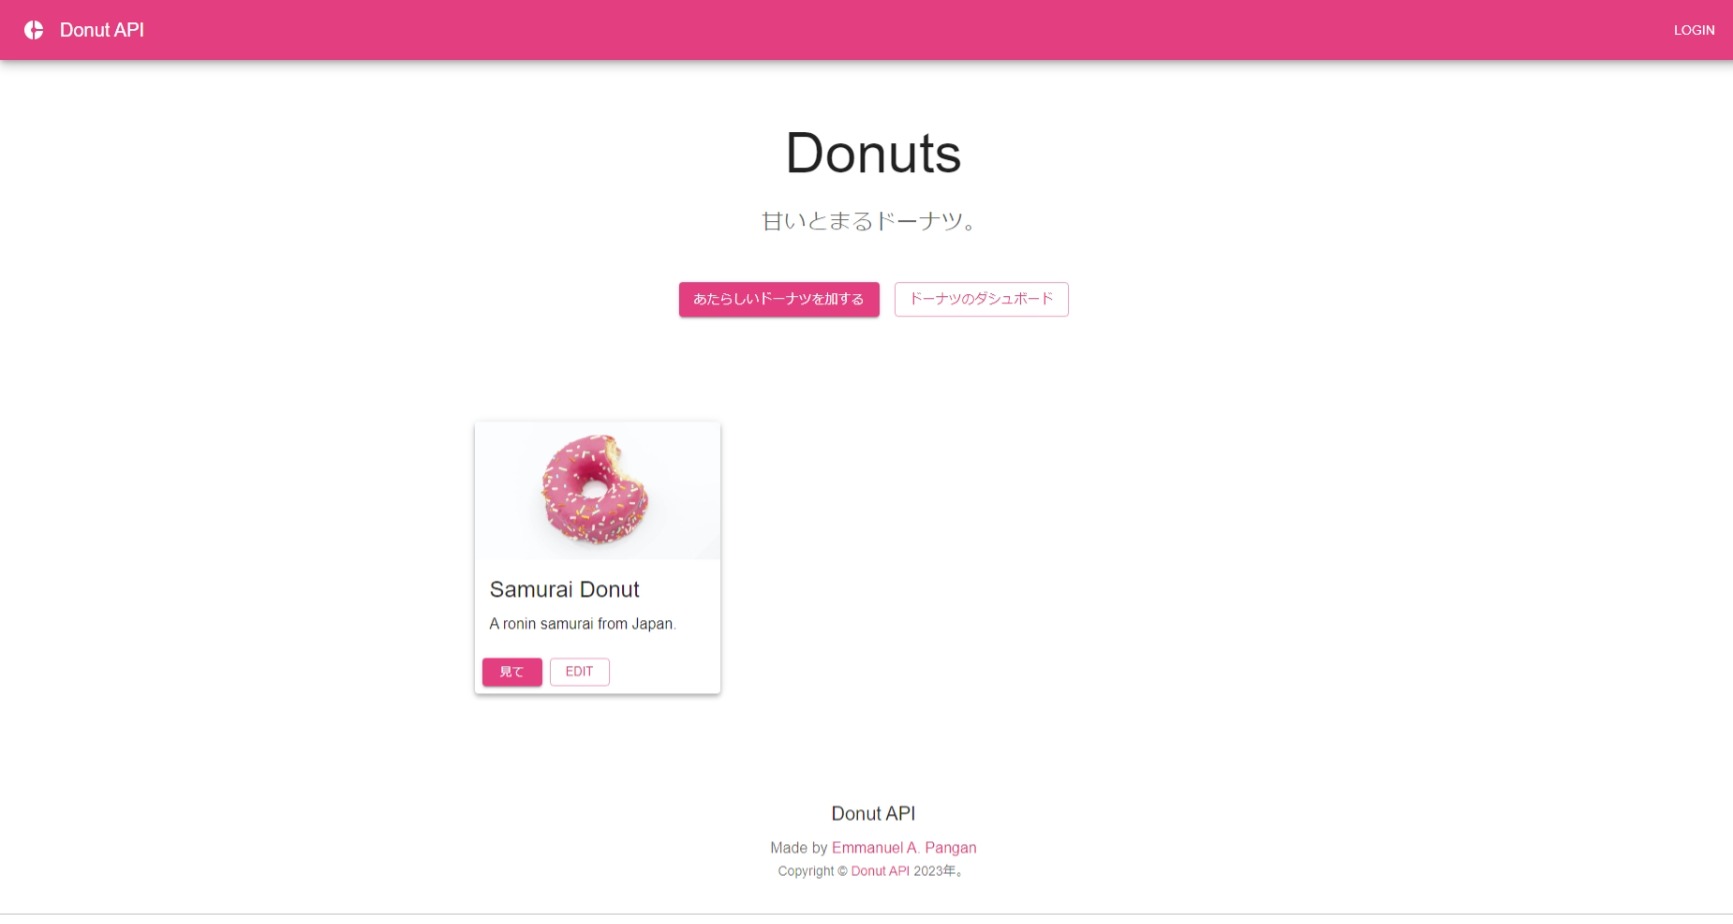 Donut API
LOGIN
Donuts
甘いとまるドーナツ。
あたらしいドーナツを加する
ドーナツのダシュボード
Samurai Donut
A ronin samurai from Japan.
見て
EDIT
Donut API
Made by Emmanuel A. Pangan
Copyright © Donut API 2023年。